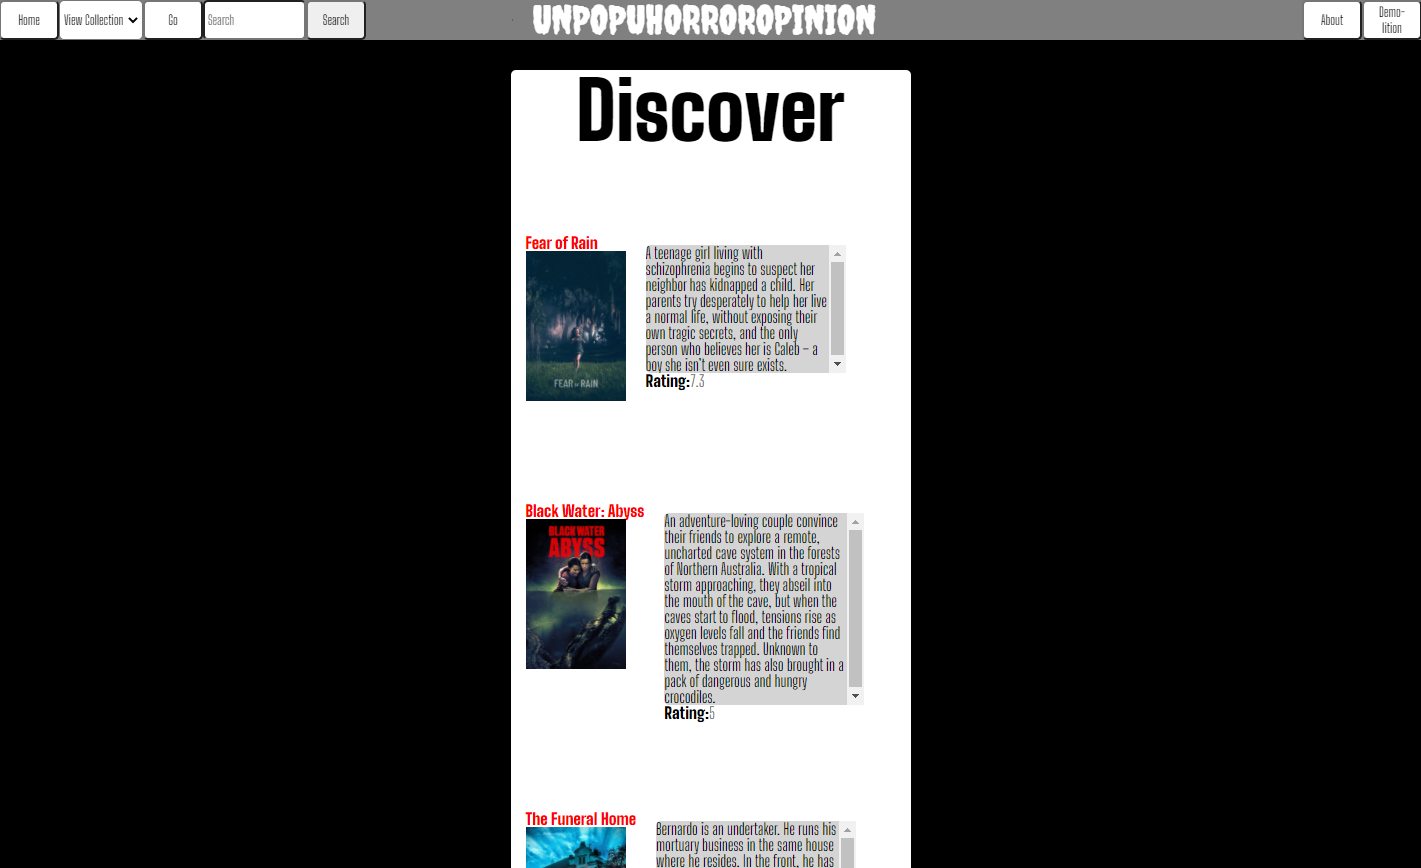 Home
View Collection
Go
Search
Search
UNPOPUHORROROPINION
About
Demo-
lition
Discover
Fear of Rain
FEAR OF RAIN
A teenage girl living with
schizophrenia begins to suspect her
neighbor has kidnapped a child. Her
parents try desperately to help her live
a normal life, without exposing their
own tragic secrets, and the only
person who believes her is Caleb – a
boy she isn't even sure exists.
Rating:7.3
Black Water: Abyss
BLACK WATER
ABYSS
An adventure-loving couple convince
their friends to explore a remote,
uncharted cave system in the forests
of Northern Australia. With a tropical
storm approaching, they abseil into
the mouth of the cave, but when the
caves start to flood, tensions rise as
oxygen levels fall and the friends find
themselves trapped. Unknown to
them, the storm has also brought in a
pack of dangerous and hungry
crocodiles.
Rating:5
The Funeral Home
Bernardo is an undertaker. He runs his
mortuary business in the same house
where he resides. In the front, he has